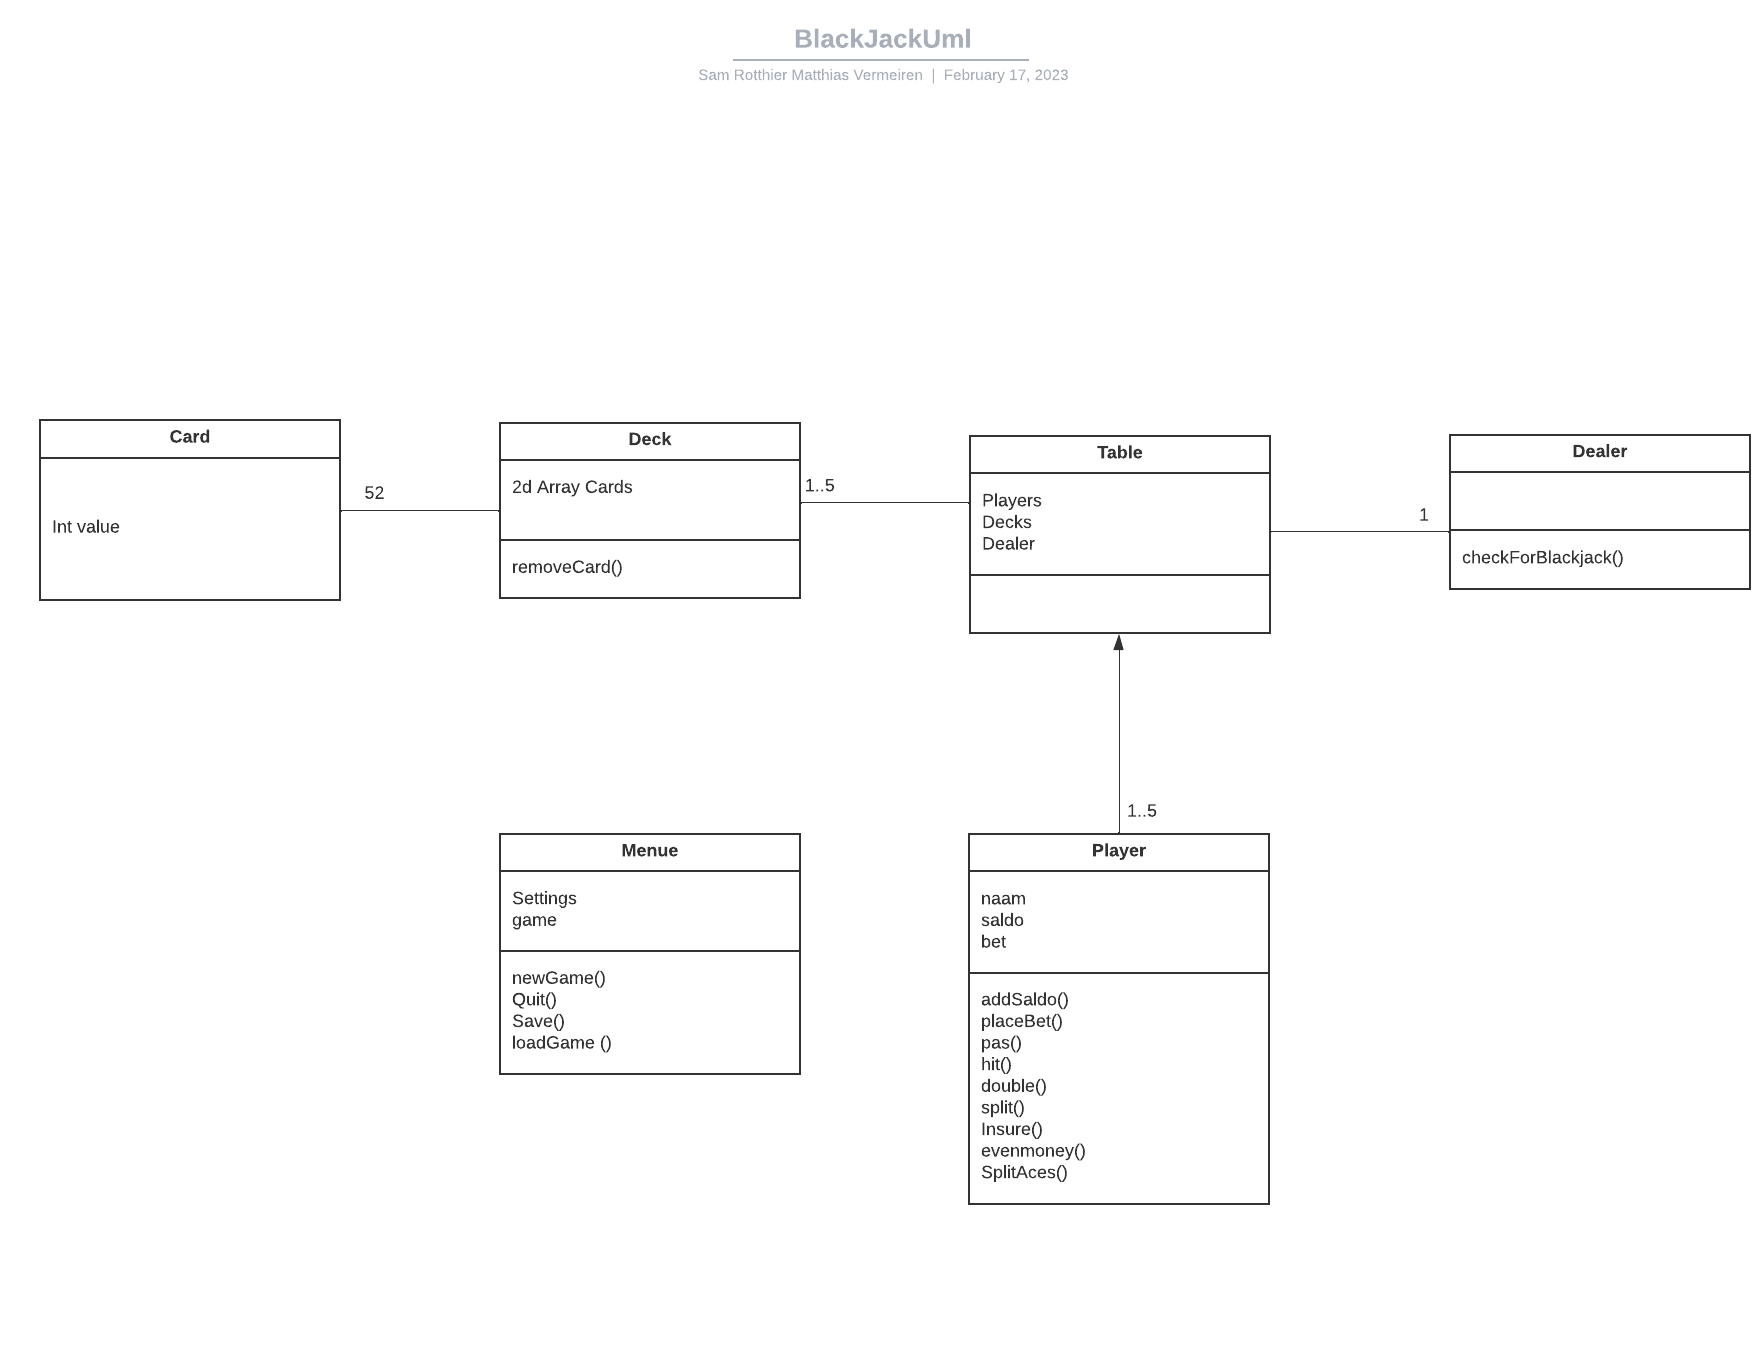 BlackJackUml
Sam Rotthier Matthias Vermeiren | February 17, 2023
Card
Int value
52
Deck
2d Array Cards
removeCard()
1..5
Table
Players
Decks
Dealer
1
Dealer
checkForBlackjack()
1..5
Menue
Settings
game
newGame()
Quit()
Save()
loadGame ()
Player
naam
saldo
bet
addSaldo()
placeBet()
pas()
hit()
double()
split()
Insure()
evenmoney()
SplitAces()